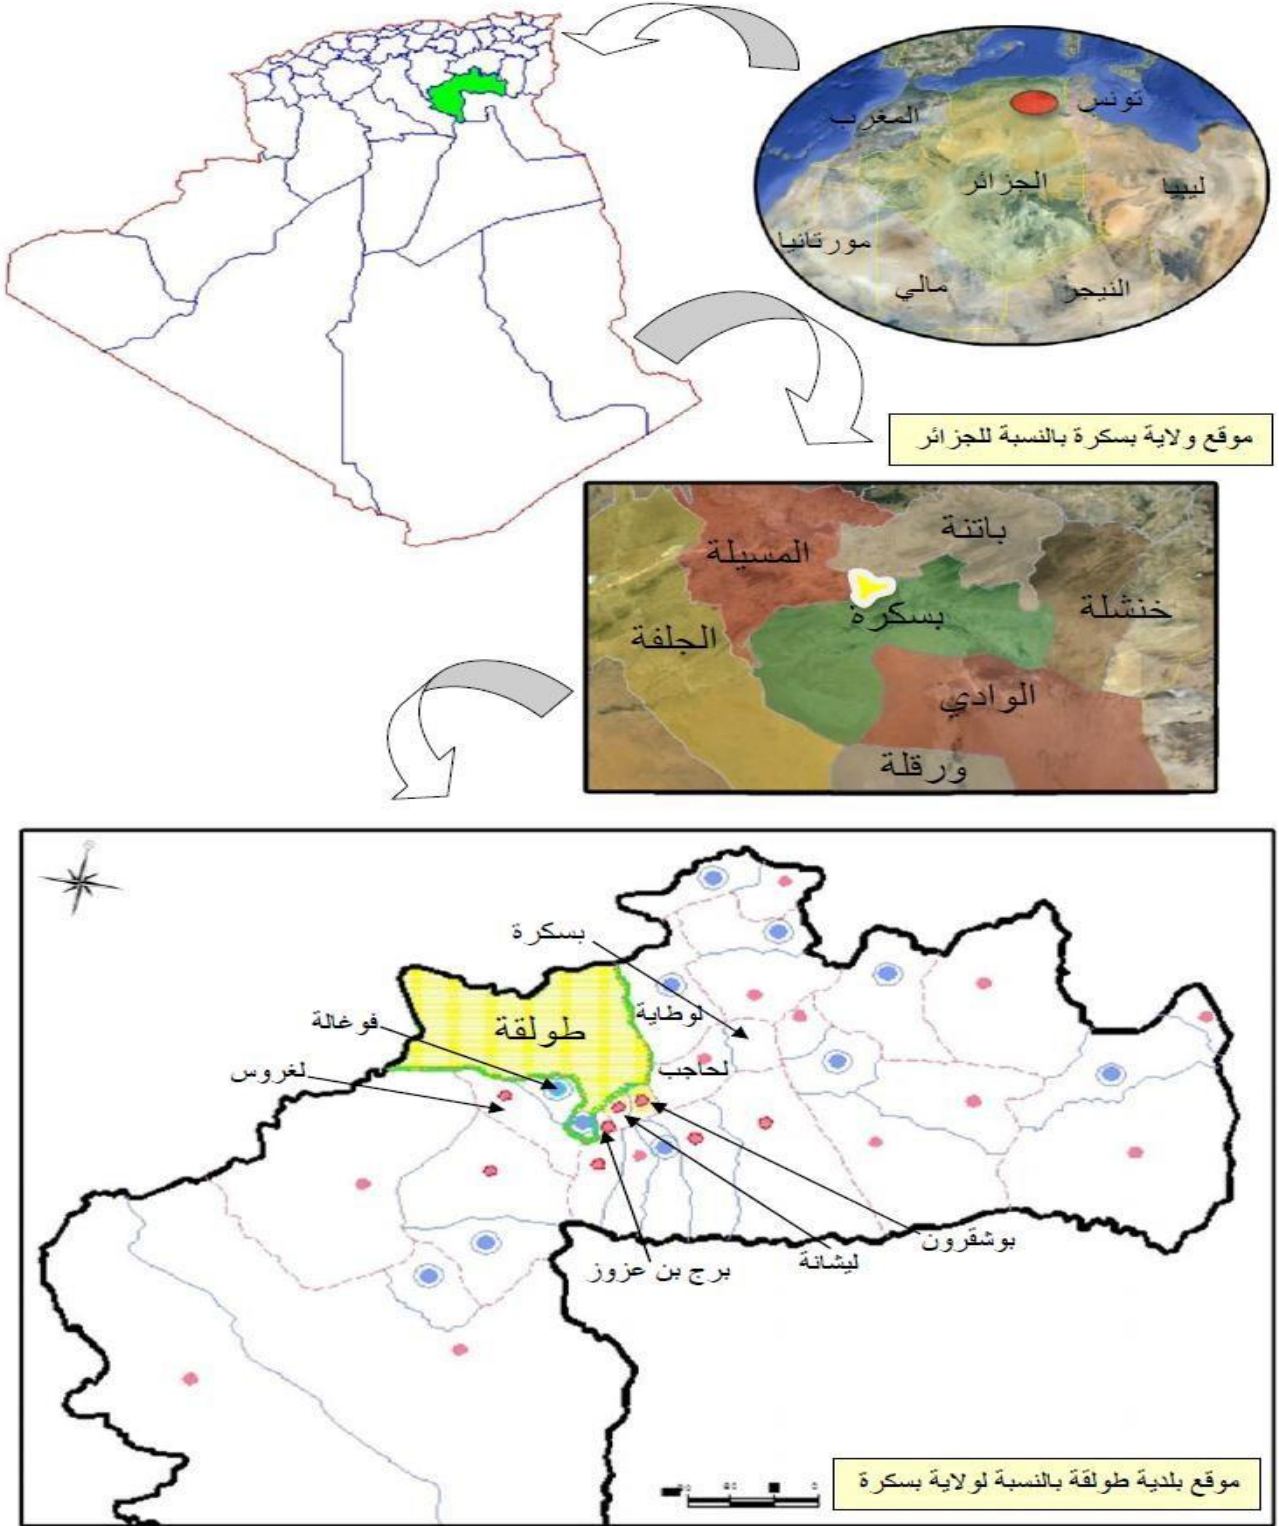 تونس
المغرب
الجزائر
ليبيا
مورتانيا
مالي
النيجر
موقع ولاية بسكرة بالنسبة للجزائر
باتنة
المسيلة
خنشلة
بسكرة
الجلفة
الوادي
ورقلة
بسكرة
لوطاية
فوغالة
طولقة
لحاجب
لغروس
بوشقرون
ليشانة
برج بن عزوز
موقع بلدية طولقة بالنسبة لولاية بسكرة